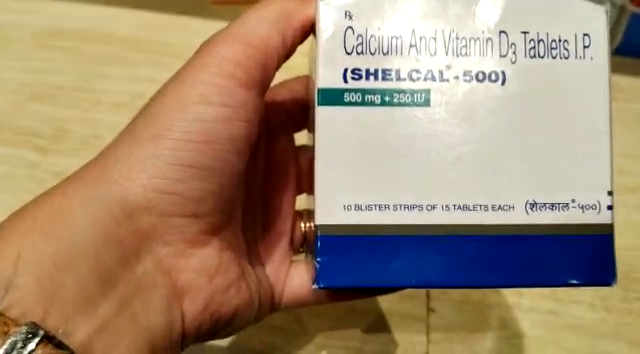 Rx
Calcium And Vitamin D3 Tablets I.P.
(SHELCAL®-500)
500 mg + 250 IU
10 BLISTER STRIPS OF 15 TABLETS EACH (शेलकाल®-५००)